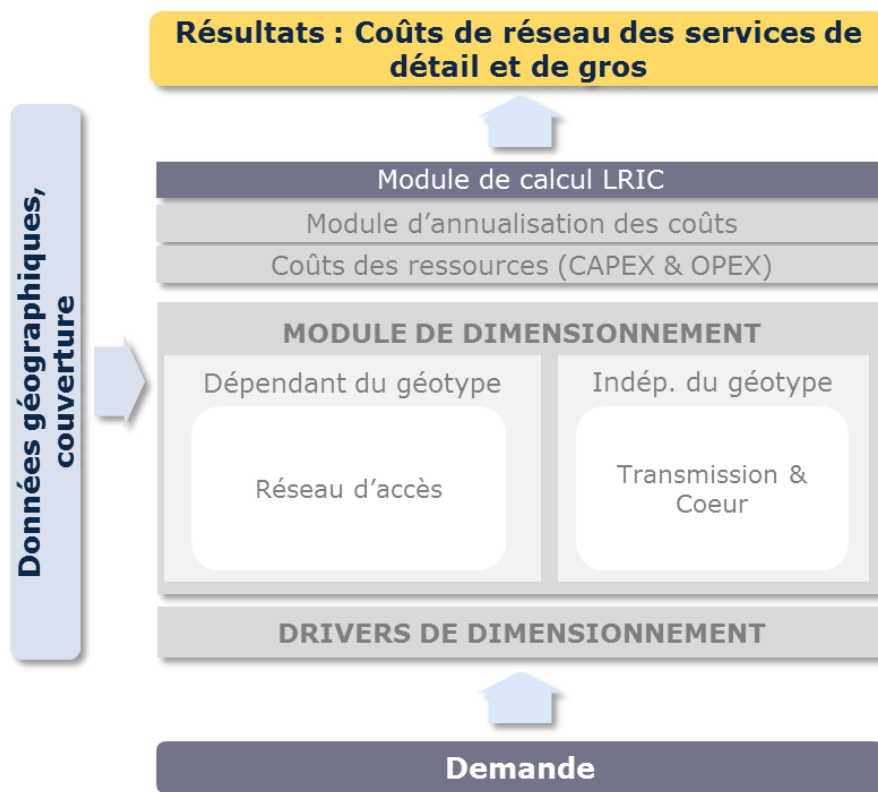 Résultats : Coûts de réseau des services de
détail et de gros
Données géographiques,
couverture
Module de calcul LRIC
Module d’annualisation des coûts
Coûts des ressources (CAPEX & OPEX)
MODULE DE DIMENSIONNEMENT
Dépendant du géotype
Réseau d’accès
Indép. du géotype
Transmission &
Coeur
DRIVERS DE DIMENSIONNEMENT
Demande